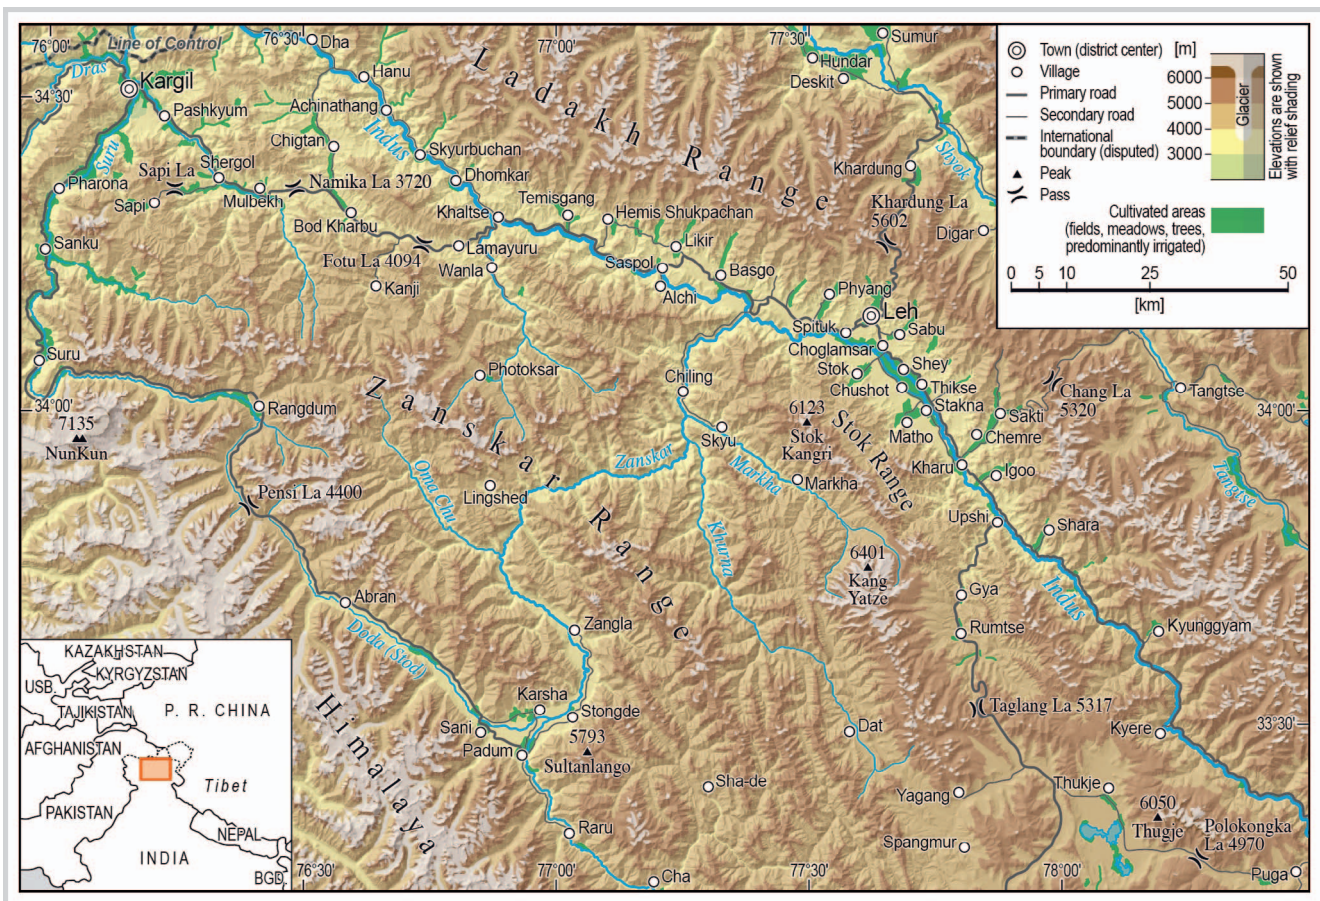 76°00'
Line of Control
76°30'
Dha
77°00'
77°30'
Sumur
Hundar
Deskit
Dras
Kargil
Hanu
34°30'
Pashkyum
Achinathang
Ladakh Range
Indus
Chigtan
Skyurbuchan
Suru
Sapi La
Shergol
Dhomkar
Khardung
Shyok
Pharona
Namika La 3720
Mulbekh
Sapi
Temisgang
Khardung La
5602
Bod Kharbu
Khaltse
Hemis Shukpachan
Digar
Sanku
Fotu La 4094
Lamayuru
Likir
Wanla
Saspol
Basgo
Kanji
Alchi
Phyang
Leh
Spituk
Sabu
Choglamsar
Suru
Photoksar
Stok
Shey
Chiling
Chushot
Thikse
Chang La
5320
Tangtse
Zanskar Range
Rangdum
Stakna
34°00'
34°00'
7135
NunKun
6123
Stok
Kangri
Stok Range
Sakti
Matho
Chemre
Skyu
Zanskar
Markha
Markha
Kharu
Igoo
Oma Chu
Lingshed
Tangtse
Pensi La 4400
Upshi
Shara
Khurna
6401
Kang
Yatze
Indus
Abran
Gya
Zangla
Rumtse
Kyunggyam
Doda (Stod)
Karsha
Stongde
Taglang La 5317
Himalaya
Sani
Padum
5793
Sultanlango
Dat
Kyere
33°30'
Sha-de
Yagang
Thukje
6050
Thugje
Polokongka
La 4970
Raru
Spangmur
Cha
Puga
76°30'
77°00'
77°30'
78°00'
Town (district center)
Village
Primary road
Secondary road
International
boundary (disputed)
Peak
Pass
[m]
6000
5000
4000
3000
Glacier
Elevations are shown
with relief shading
Cultivated areas
(fields, meadows, trees,
predominantly irrigated)
0 5 10 25 50
[km]
KAZAKHSTAN
KYRGYZSTAN
USB.
TAJIKISTAN
P. R. CHINA
AFGHANISTAN
Tibet
PAKISTAN
NEPAL
INDIA
BGD.